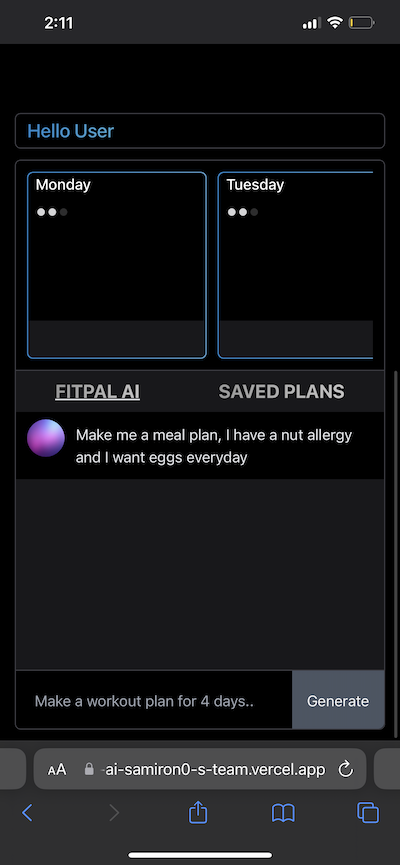 2:11
Hello User
Monday
Tuesday
FITPAL AI
SAVED PLANS
Make me a meal plan, I have a nut allergy
and I want eggs everyday
Make a workout plan for 4 days..
Generate
AA
-ai-samiron0-s-team.vercel.app